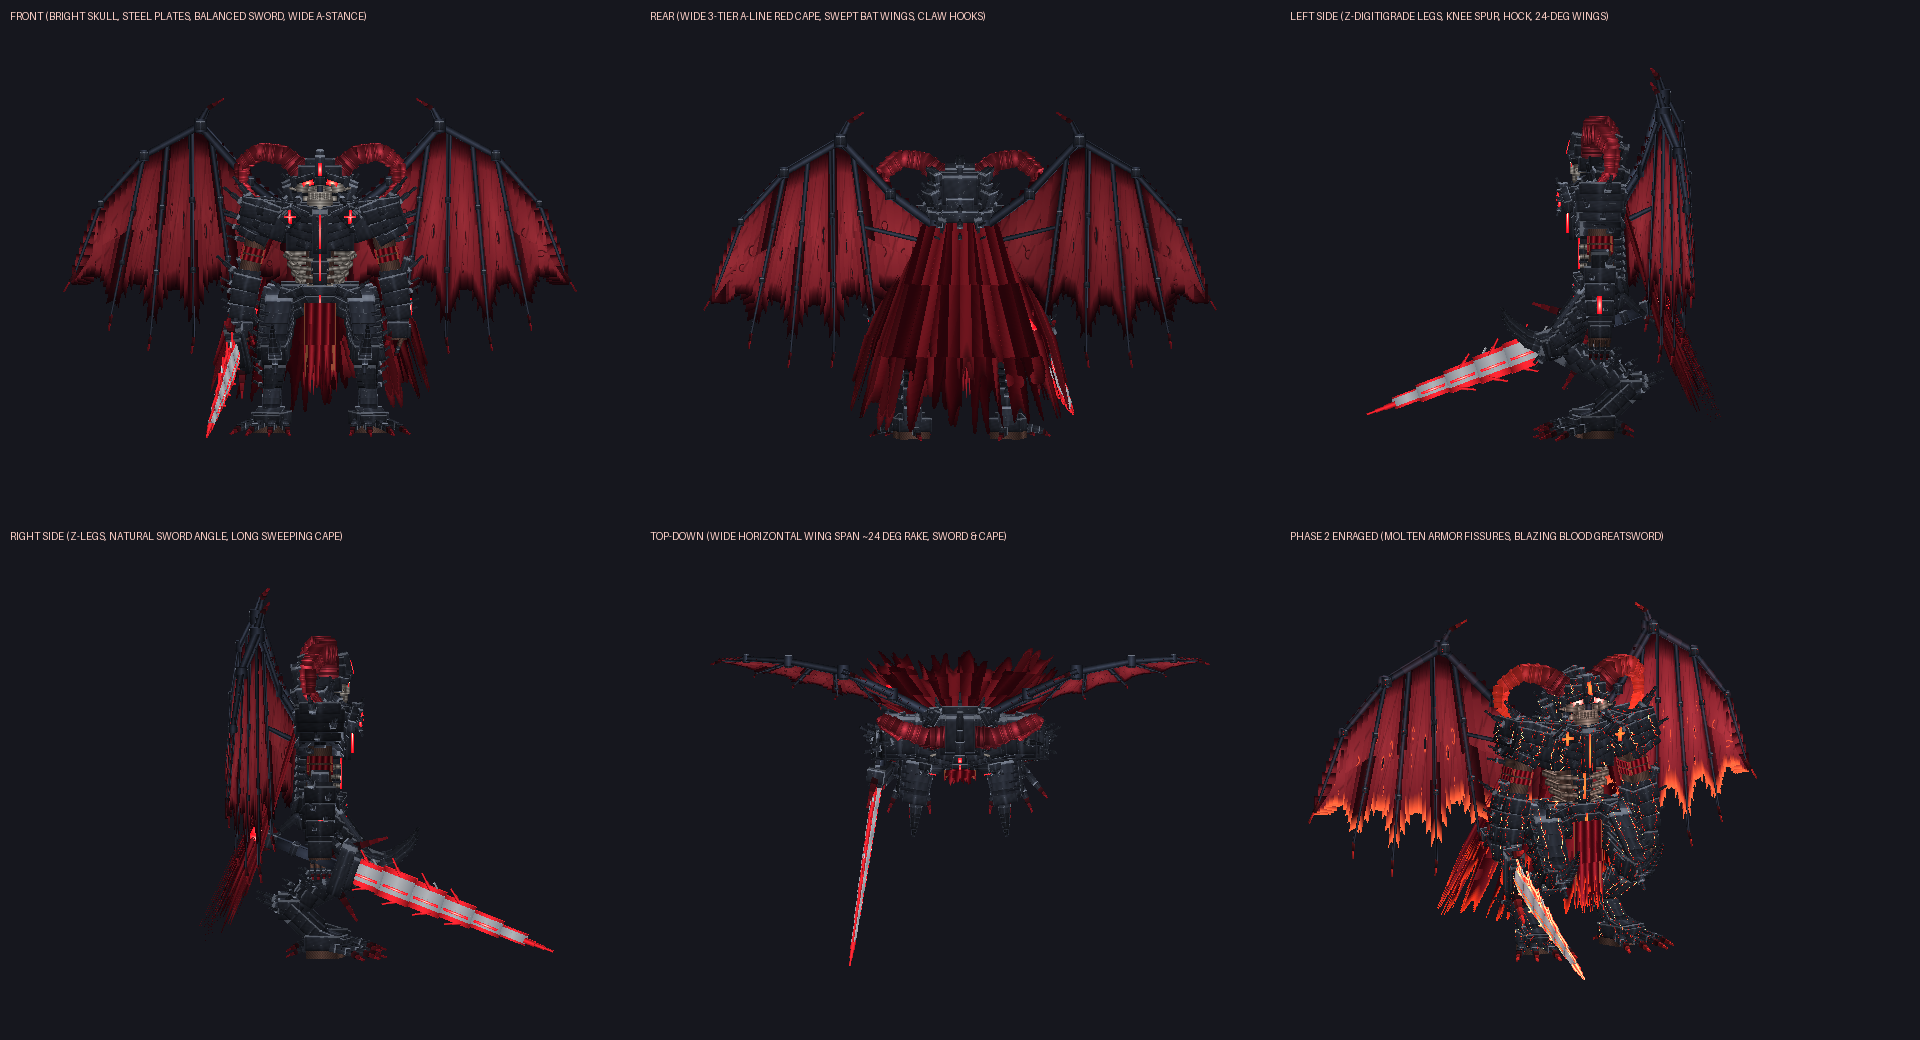 FRONT (BRIGHT SKULL, STEEL PLATES, BALANCED SWORD, WIDE A-STANCE)
REAR (WIDE 3-TIER A-LINE RED CAPE, SWEPT BAT WINGS, CLAW HOOKS)
LEFT SIDE (Z-DIGITIGRADE LEGS, KNEE SPUR, HOCK, 24-DEG WINGS)
RIGHT SIDE (Z-LEGS, NATURAL SWORD ANGLE, LONG SWEEPING CAPE)
TOP-DOWN (WIDE HORIZONTAL WING SPAN ~24 DEG RAKE, SWORD & CAPE)
PHASE 2 ENRAGED (MOLTEN ARMOR FISSURES, BLAZING BLOOD GREATSWORD)